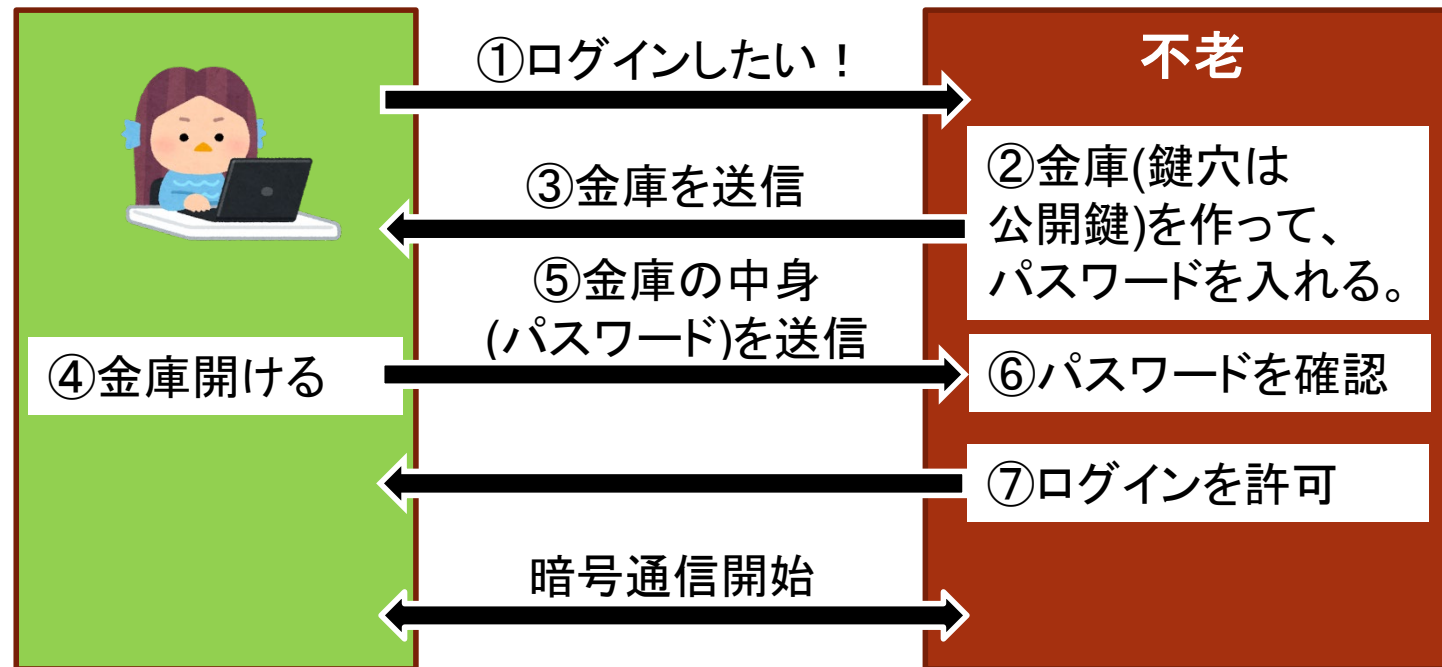 ①ログインしたい！
不老
②金庫(鍵穴は
公開鍵)を作って、
パスワードを入れる。
③金庫を送信
④金庫開ける
⑤金庫の中身
(パスワード)を送信
⑥パスワードを確認
⑦ログインを許可
暗号通信開始